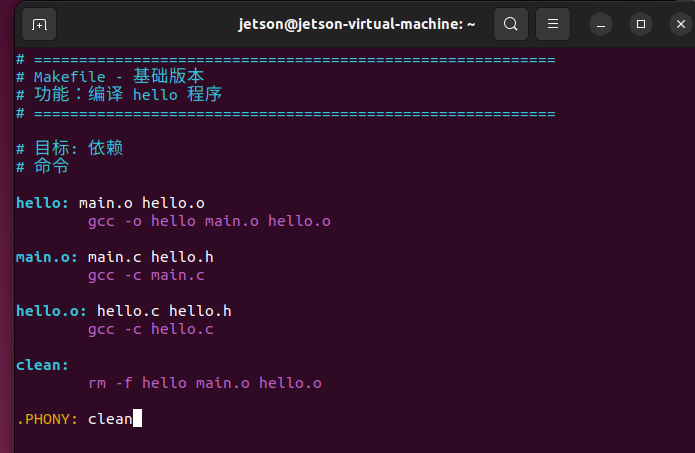 jetson@jetson-virtual-machine: ~
# ==========================================================
# Makefile - 基础版本
# 功能：编译 hello 程序
# ==========================================================
# 目标: 依赖
# 命令
hello: main.o hello.o
gcc -o hello main.o hello.o
main.o: main.c hello.h
gcc -c main.c
hello.o: hello.c hello.h
gcc -c hello.c
clean:
rm -f hello main.o hello.o
.PHONY: clean